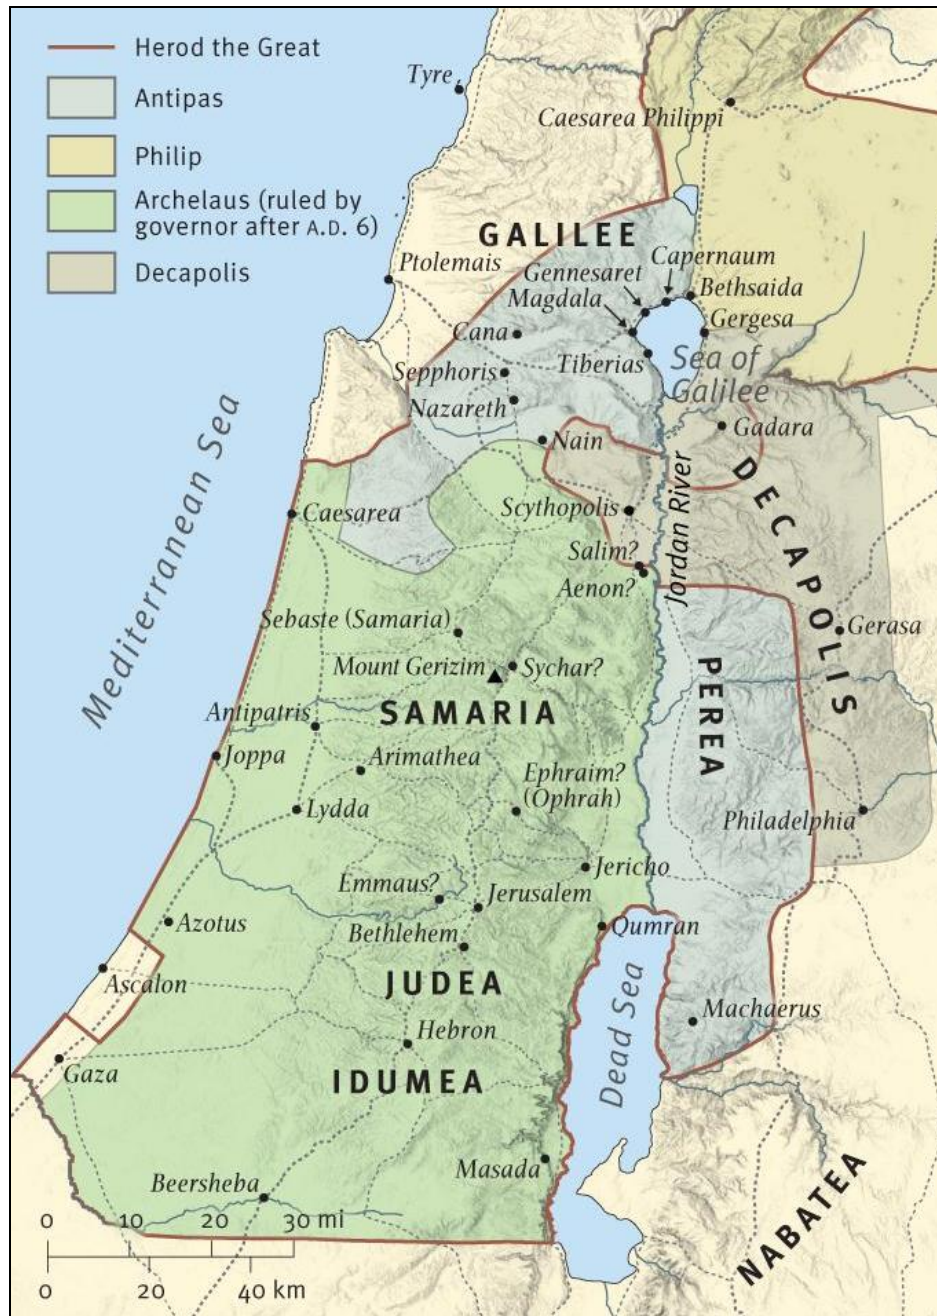 Herod the Great
Antipas
Philip
Archelaus (ruled by
governor after A.D. 6)
Decapolis
Tyre
Caesarea Philippi
GALILEE
Capernaum
Gennesaret
Magdala
Ptolemais
Bethsaida
Gergesa
Cana
Tiberias
Sea of
Galilee
Sepphoris
Nazareth
Nain
Gadara
Mediterranean Sea
Jordan River
DECAPOLIS
Caesarea
Scythopolis
Salim?
Aenon?
Sebaste (Samaria)
Mount Gerizim
Sychar?
Gerasa
PEREA
SAMARIA
Antipatris
Joppa
Arimathea
Ephraim?
(Ophrah)
Lydda
Philadelphia
Jericho
Emmaus?
Jerusalem
Azotus
Bethlehem
Qumran
Ascalon
JUDEA
Dead Sea
Machaerus
Hebron
Gaza
IDUMEA
Masada
Beersheba
NABATEA
0 10 20 30 mi
0 20 40 km